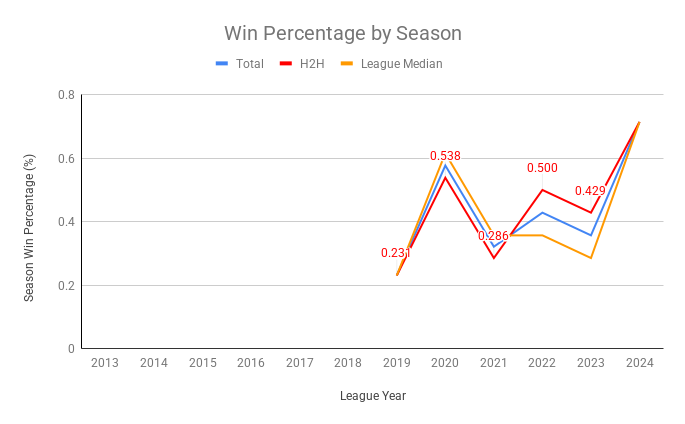 Win Percentage by Season
Total H2H League Median
Season Win Percentage (%)
0.8
0.6
0.4
0.2
0
0.231
0.538
0.286
0.500
0.429
2013 2014 2015 2016 2017 2018 2019 2020 2021 2022 2023 2024
League Year